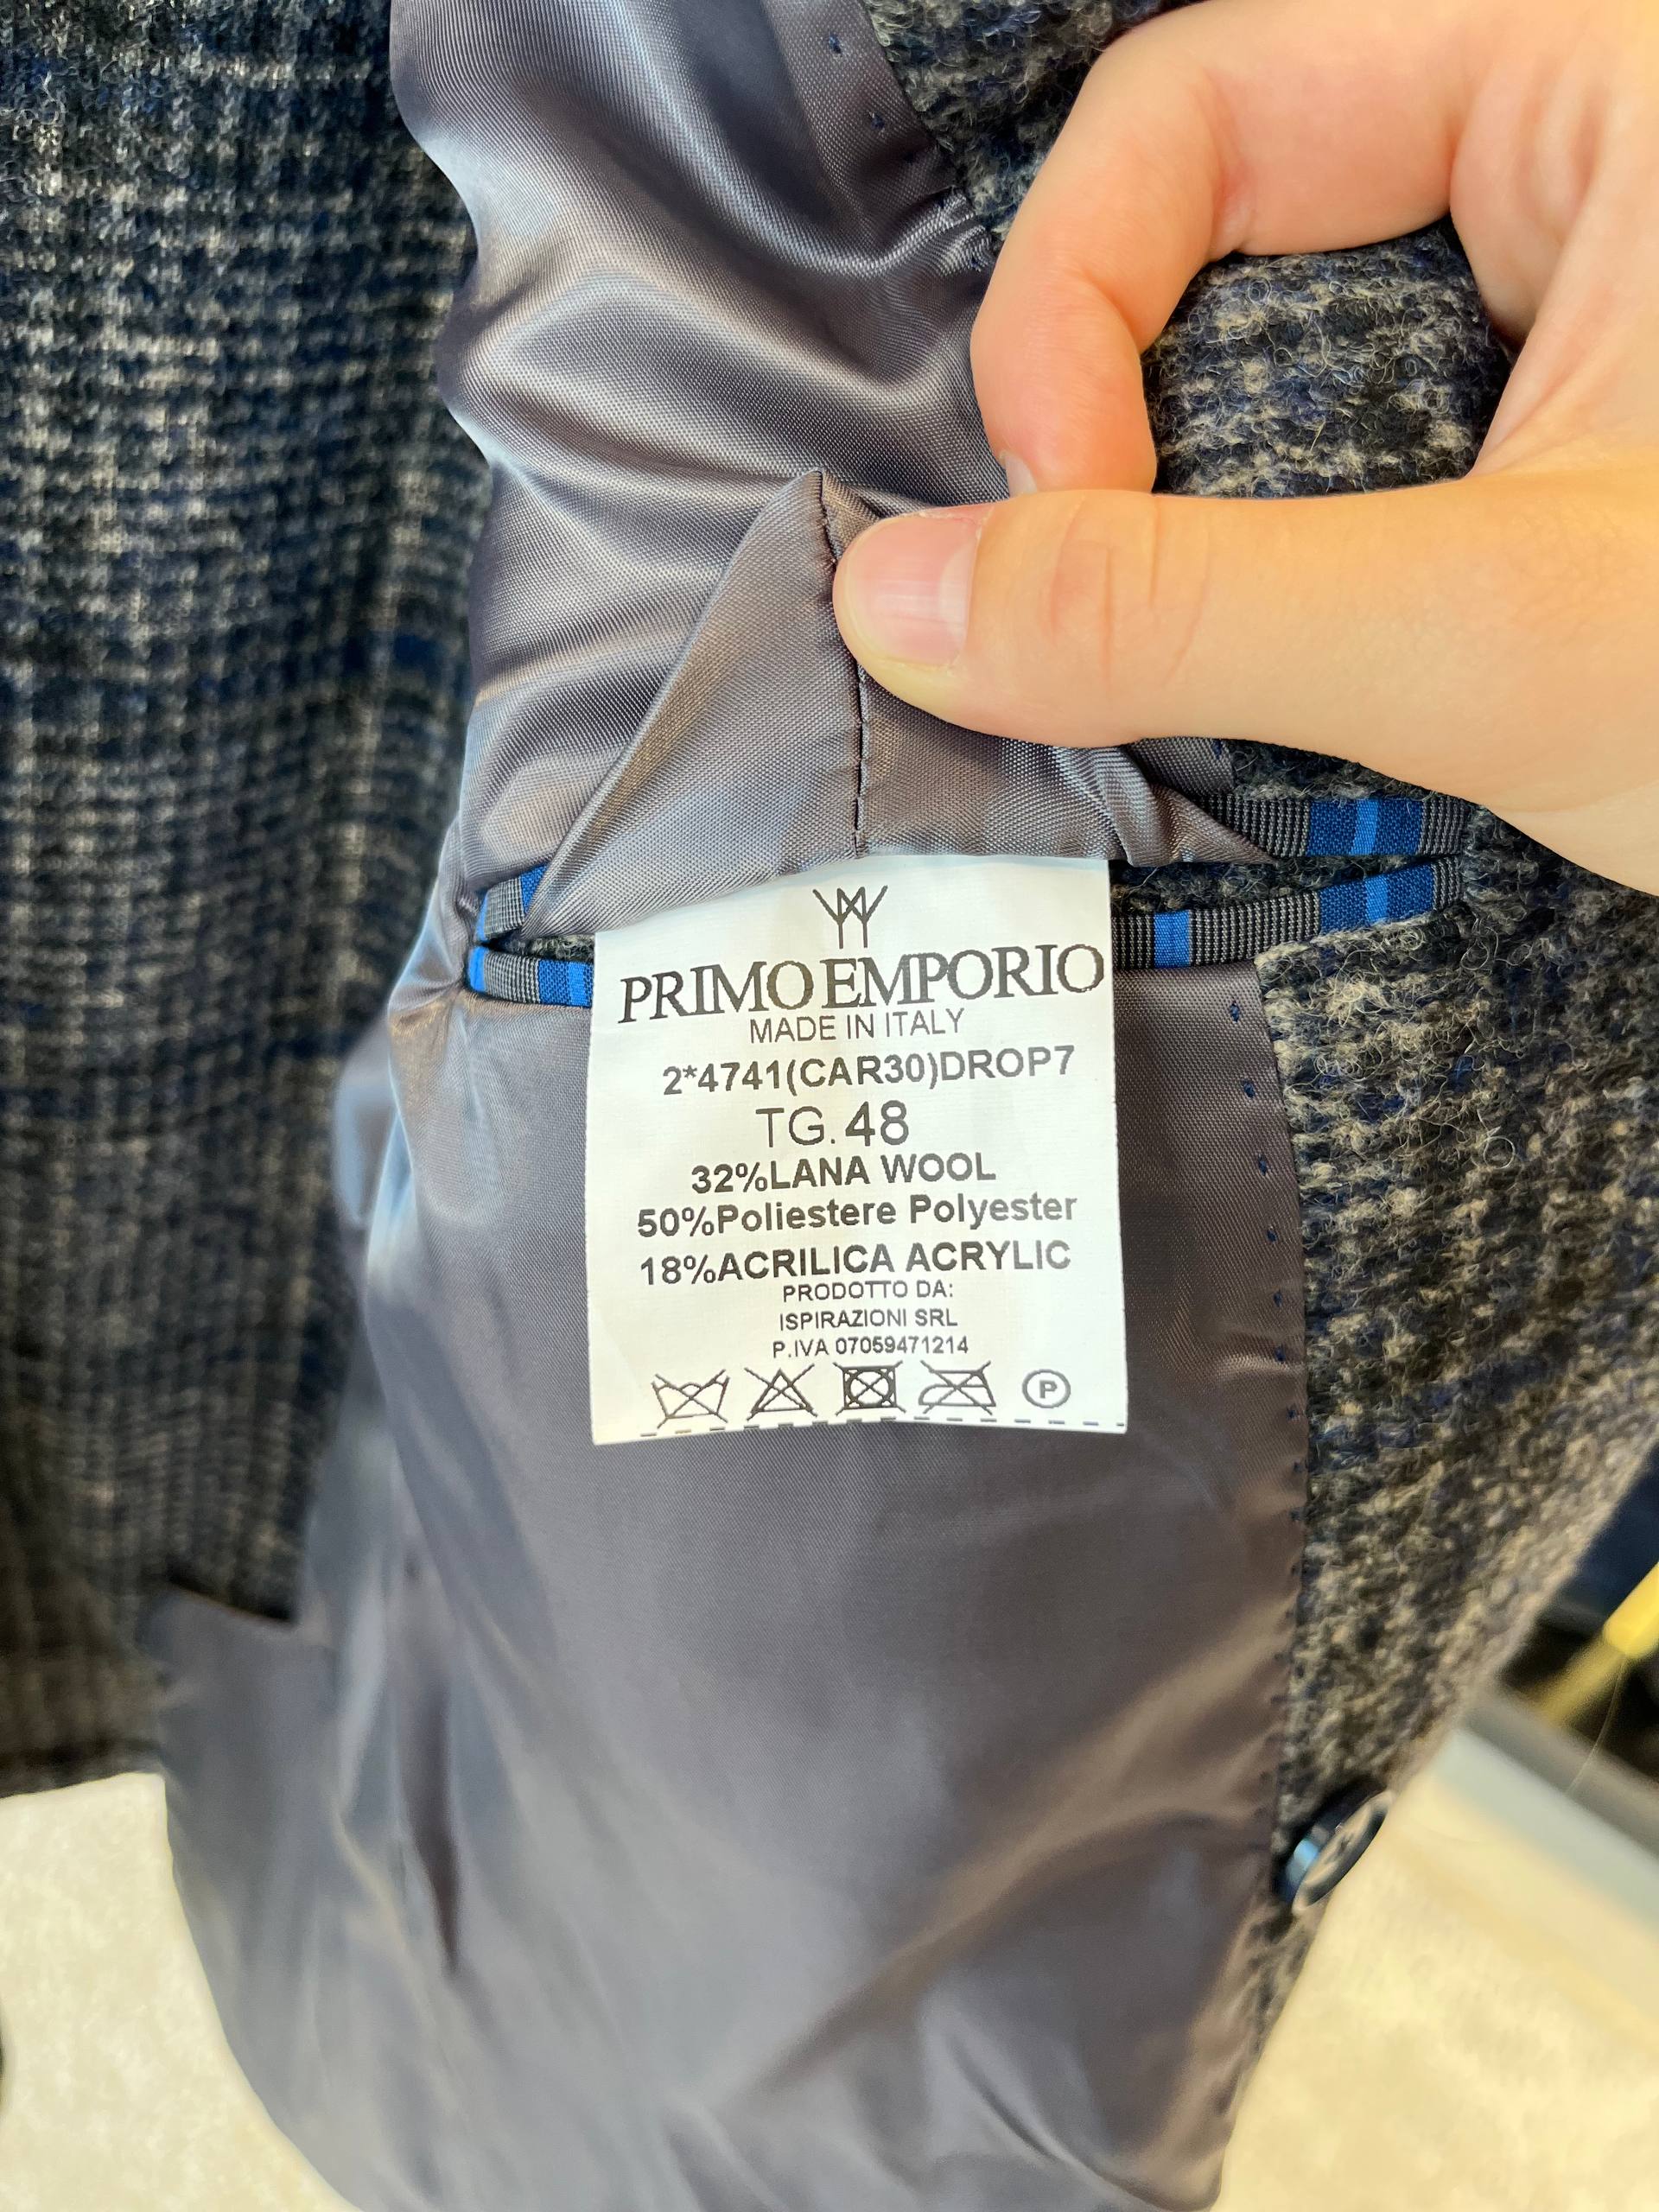 PRIMO EMPORIO
MADE IN ITALY
2*4741(CAR30)DROP7
TG. 48
32%LANA WOOL
50%Poliestere Polyester
18%ACRILICA ACRYLIC
PRODOTTO DA:
ISPIRAZIONI SRL
P.IVA 07059471214
P